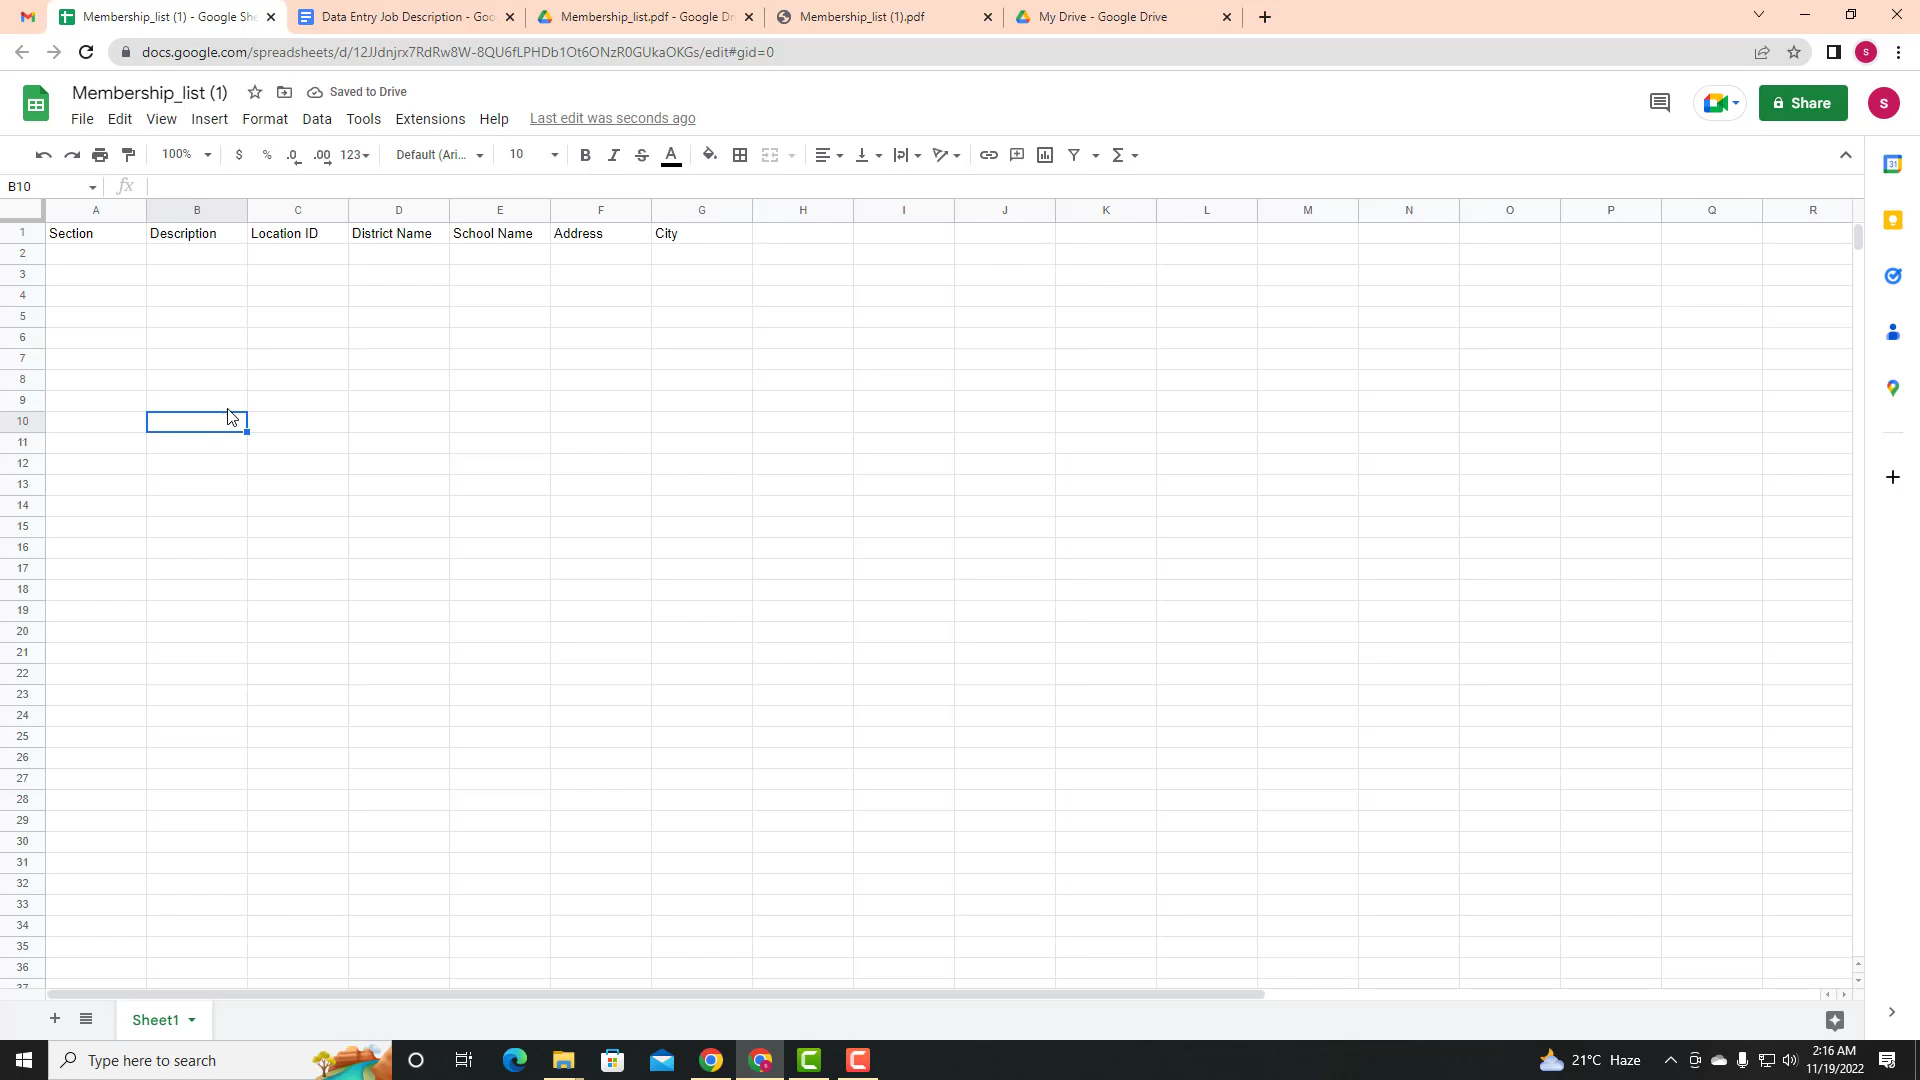 Membership_list (1) - Google She
Data Entry Job Description - Goo
Membership_list.pdf - Google Dr
Membership_list (1).pdf
My Drive - Google Drive
docs.google.com/spreadsheets/d/12JJdnjrx7RdRw8W-8QU6fLPHDb1Ot6ONzR0GUkaOKGs/edit#gid=0
S
Membership_list (1)
Saved to Drive
Share
S
File Edit View Insert Format Data Tools Extensions Help Last edit was seconds ago
100% $ % .0 .00 123 Default (Ari... 10 B I S A Σ
31
B10 fx
A B C D E F G H I J K L M N O P Q R
1 Section Description Location ID District Name School Name Address City
2
3
4
5
6
7
8
9
10
11
12
13
14
15
16
17
18
19
20
21
22
23
24
25
26
27
28
29
30
31
32
33
34
35
36
37
Sheet1
Type here to search
21°C Haze
2:16 AM
11/19/2022